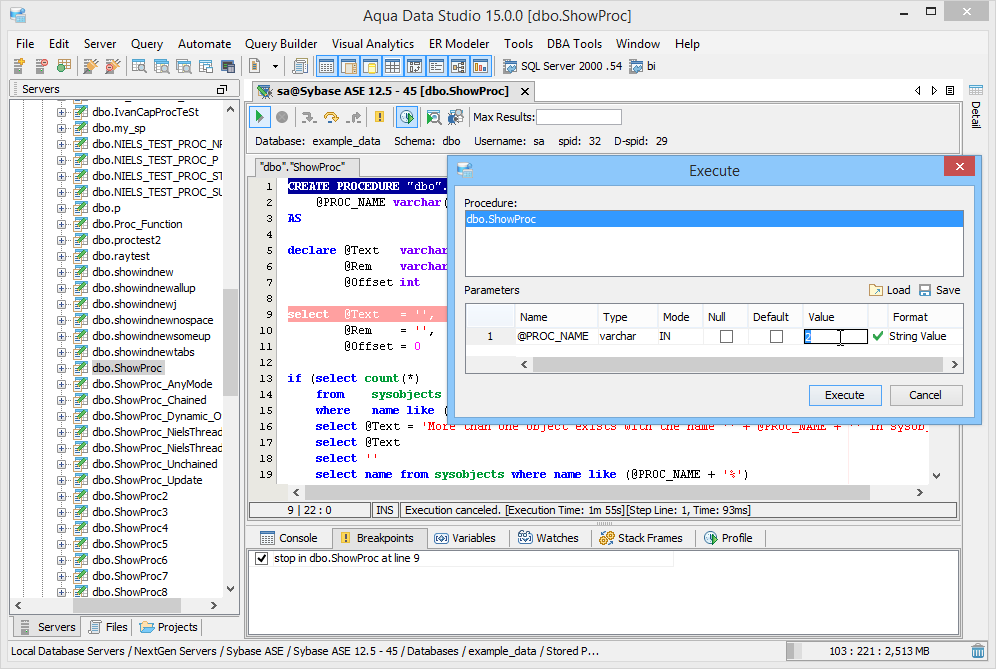 Aqua Data Studio 15.0.0 [dbo.ShowProc]
File Edit Server Query Automate Query Builder Visual Analytics ER Modeler Tools DBA Tools Window Help
SQL Server 2000 .54 bi
Servers
dbo.IvanCapProcTeSt
dbo.my_sp
dbo.NIELS_TEST_PROC_NF
dbo.NIELS_TEST_PROC_P
dbo.NIELS_TEST_PROC_ST
dbo.NIELS_TEST_PROC_SU
dbo.p
dbo.Proc_Function
dbo.proctest2
dbo.raytest
dbo.showindnew
dbo.showindnewallup
dbo.showindnewj
dbo.showindnewnospace
dbo.showindnewsomeup
dbo.showindnewtabs
dbo.ShowProc
dbo.ShowProc_AnyMode
dbo.ShowProc_Chained
dbo.ShowProc_Dynamic_O
dbo.ShowProc_NielsThread
dbo.ShowProc_NielsThread
dbo.ShowProc_Unchained
dbo.ShowProc_Update
dbo.ShowProc2
dbo.ShowProc3
dbo.ShowProc4
dbo.ShowProc5
dbo.ShowProc6
dbo.ShowProc7
dbo.ShowProc8
Servers Files Projects
sa@Sybase ASE 12.5 - 45 [dbo.ShowProc]
Max Results:
Database: example_data Schema: dbo Username: sa spid: 32 D-spid: 29
Detail
"dbo"."ShowProc"
1 CREATE PROCEDURE "dbo".
2 @PROC_NAME varchar(
3 AS
4
5 declare @Text varchar
6 @Rem varchar
7 @Offset int
8
9 select @Text = '',
10 @Rem = '',
11 @Offset = 0
12
13 if (select count(*)
14 from sysobjects
15 where name like (
16 select @Text = 'More than one object exists with the name '' + @PROC_NAME + '' in sysobj
17 select @Text
18 select ''
19 select name from sysobjects where name like (@PROC_NAME + '%')
Execute
Procedure:
dbo.ShowProc
Parameters
Load Save
Name Type Mode Null Default Value Format
1 @PROC_NAME varchar IN 2 String Value
Execute Cancel
9 | 22 : 0 INS Execution canceled. [Execution Time: 1m 55s][Step Line: 1, Time: 93ms]
Console Breakpoints Variables Watches Stack Frames Profile
stop in dbo.ShowProc at line 9
Local Database Servers / NextGen Servers / Sybase ASE / Sybase ASE 12.5 - 45 / Databases / example_data / Stored P...
103 : 221 : 2,513 MB